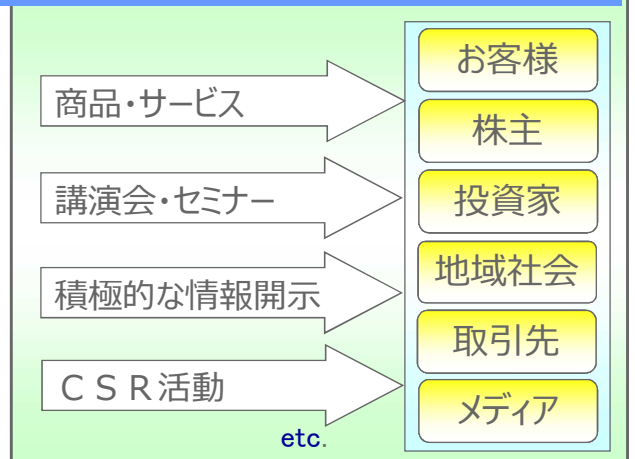 商品・サービス
講演会・セミナー
積極的な情報開示
ＣＳＲ活動
etc.
お客様
株主
投資家
地域社会
取引先
メディア